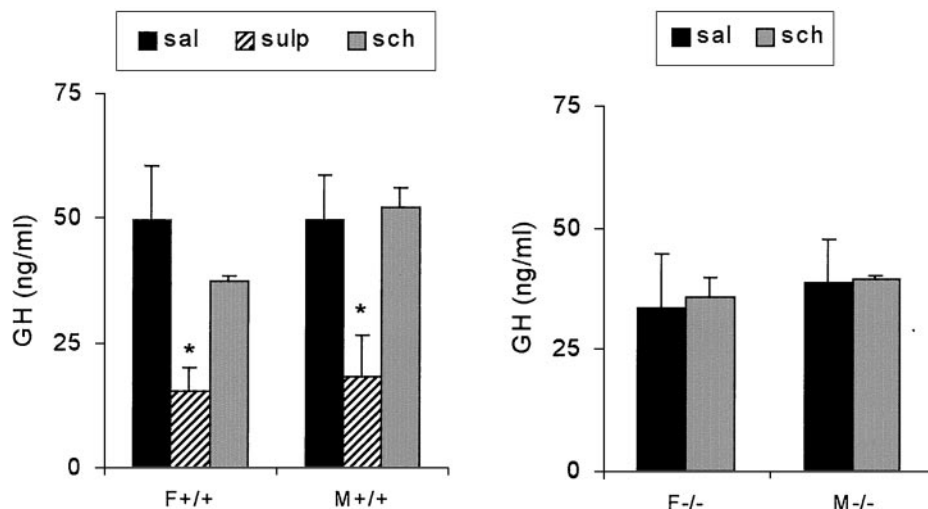 sal sulp sch
75
50
25
0
GH (ng/ml)
*
*
F+/+ M+/+
sal sch
75
50
25
0
GH (ng/ml)
F-/- M-/-